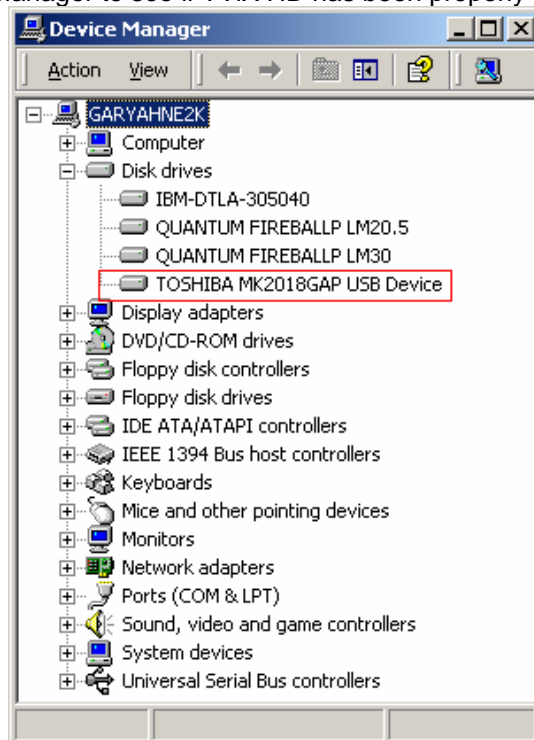 Device Manager
Action View
GARYAHNE2K
Computer
Disk drives
IBM-DTLA-305040
QUANTUM FIREBALLP LM20.5
QUANTUM FIREBALLP LM30
TOSHIBA MK2018GAP USB Device
Display adapters
DVD/CD-ROM drives
Floppy disk controllers
Floppy disk drives
IDE ATA/ATAPI controllers
IEEE 1394 Bus host controllers
Keyboards
Mice and other pointing devices
Monitors
Network adapters
Ports (COM & LPT)
Sound, video and game controllers
System devices
Universal Serial Bus controllers